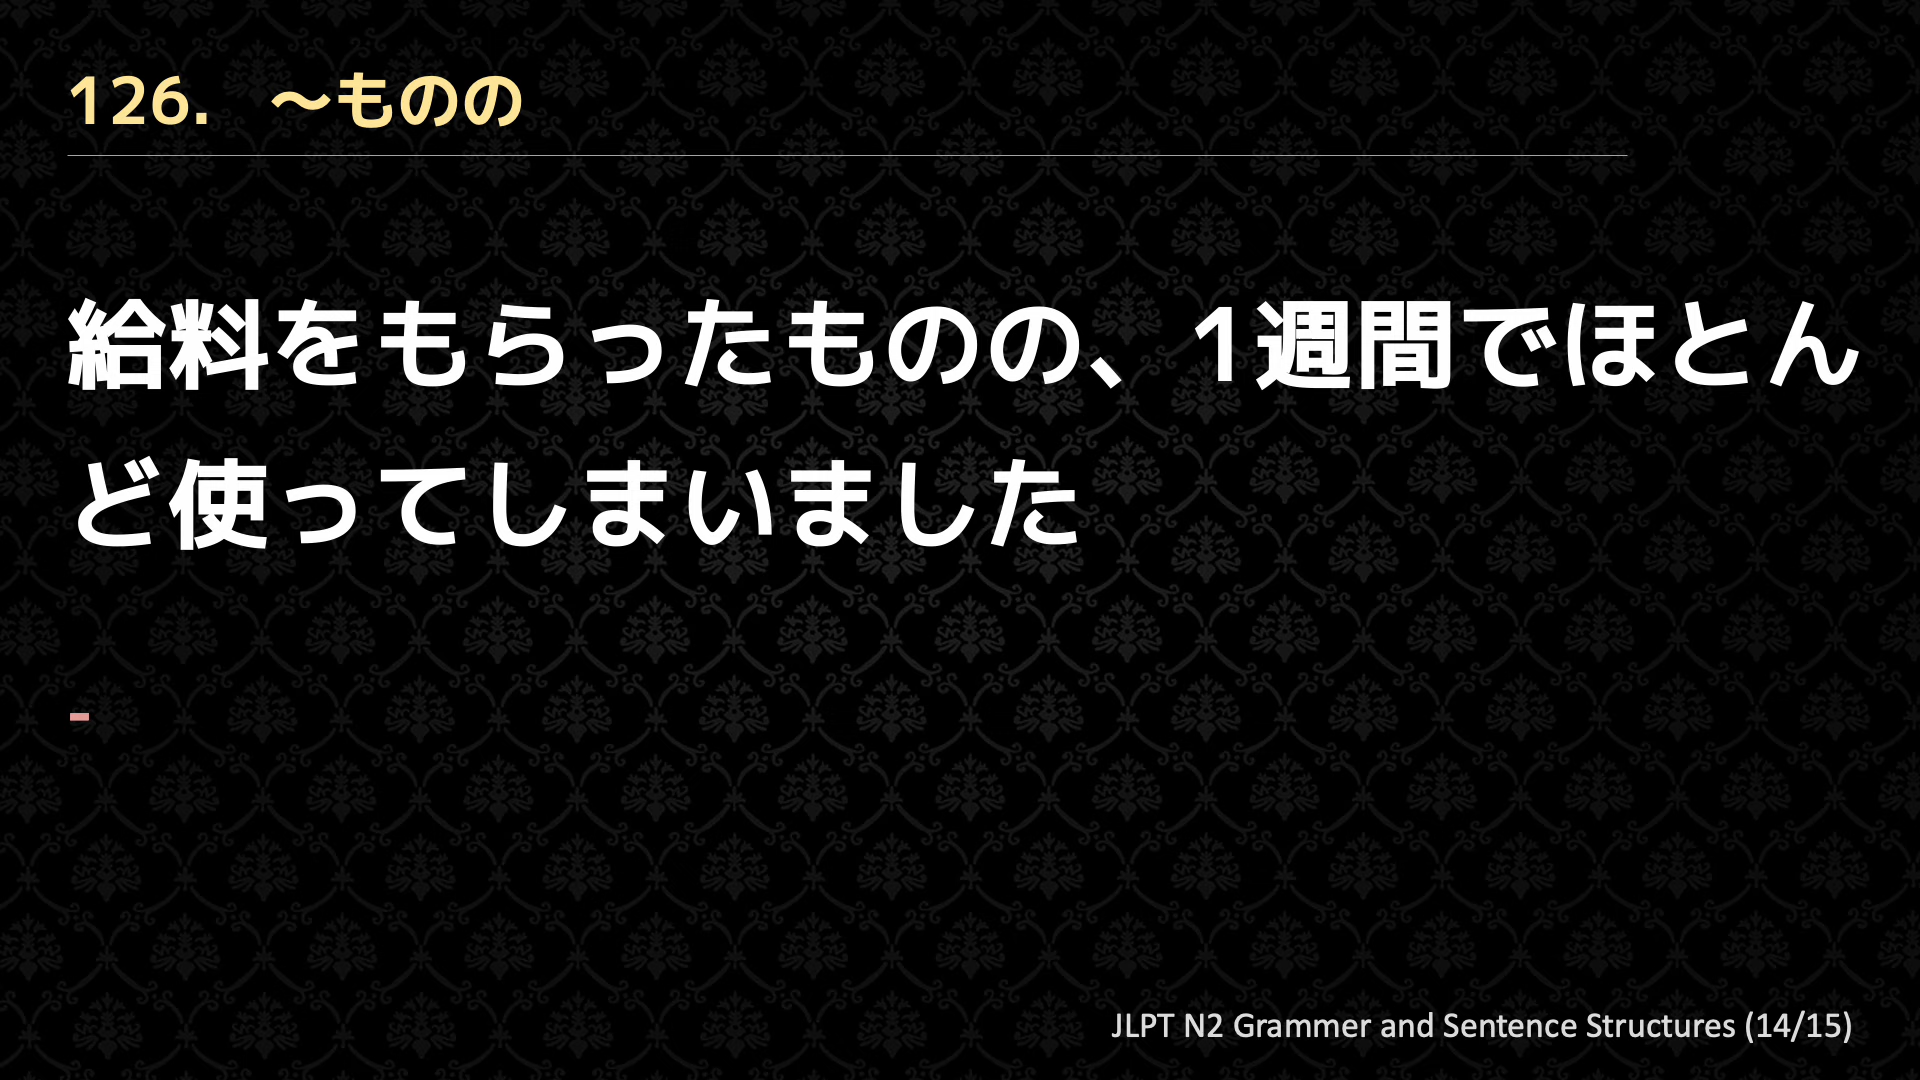 126. ～ものの
給料をもらったものの、1週間でほとん
ど使ってしまいました
-
JLPT N2 Grammer and Sentence Structures (14/15)